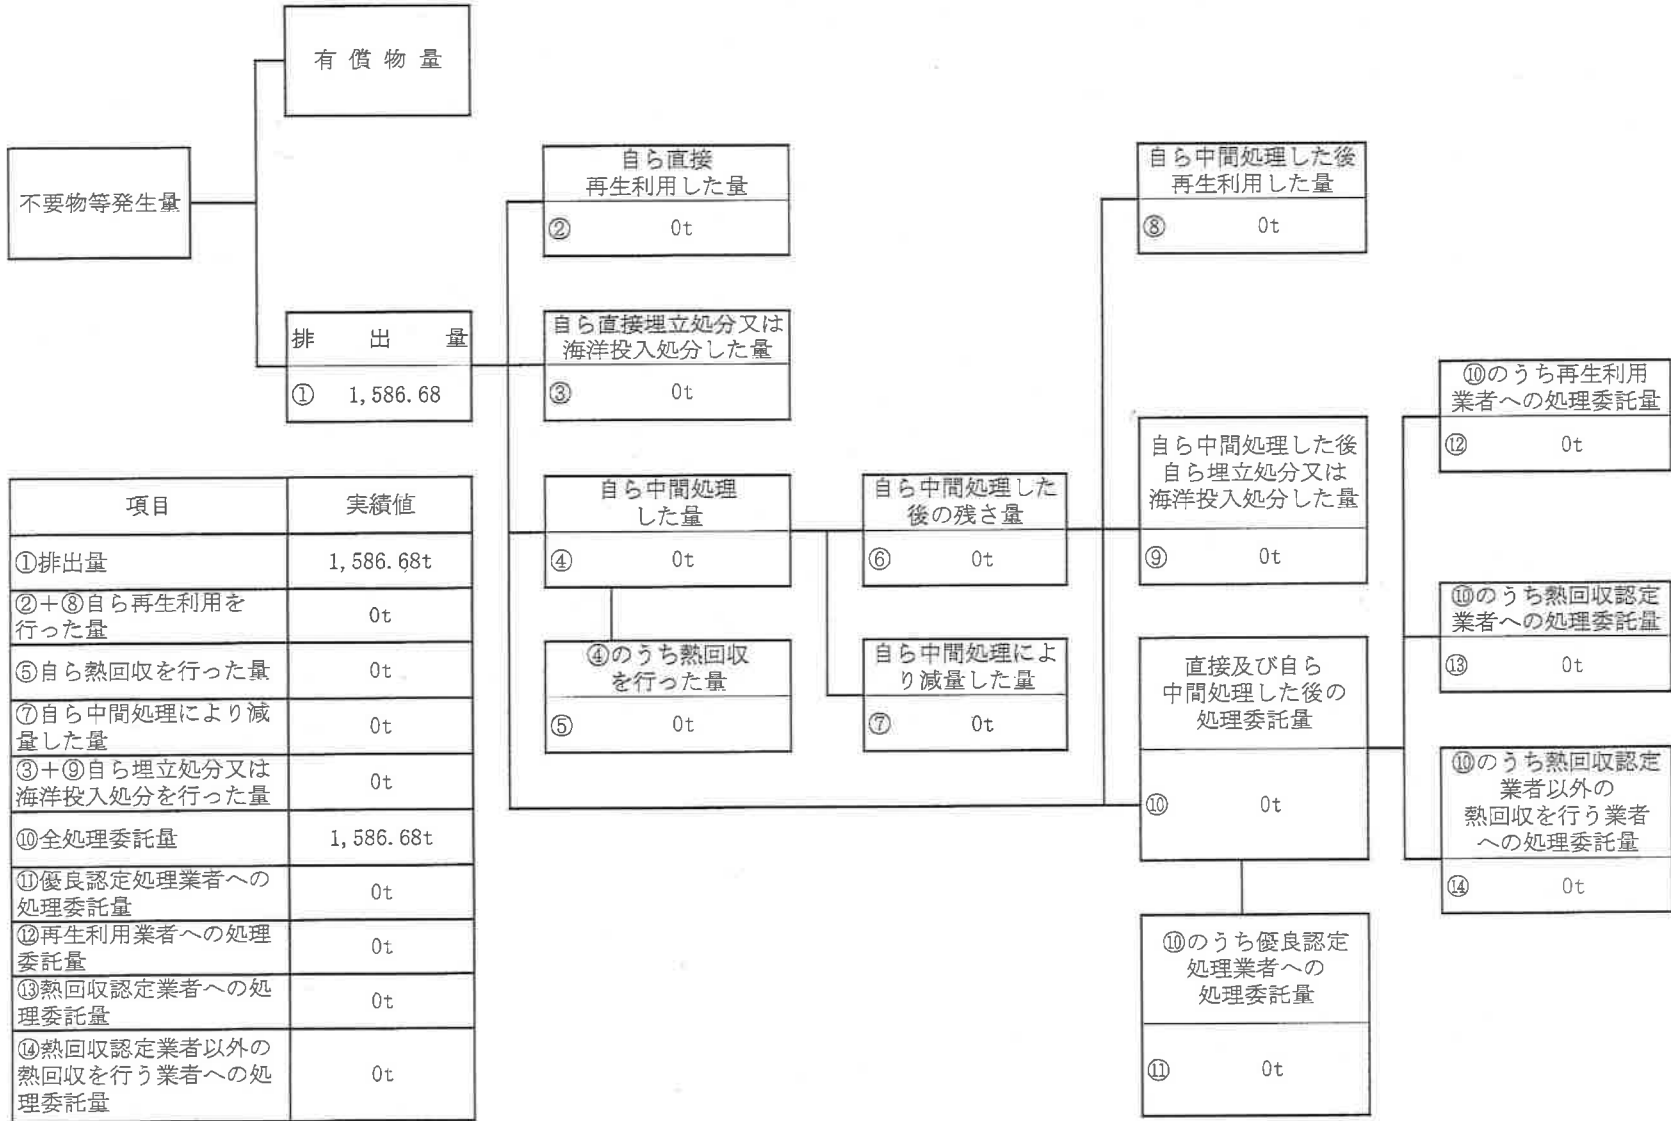 有償物量
不要物等発生量
自ら直接
再生利用した量
② 0t
自ら中間処理した後
再生利用した量
⑧ 0t
排出量
① 1,586.68
自ら直接埋立処分又は
海洋投入処分した量
③ 0t
⑩のうち再生利用
業者への処理委託量
⑫ 0t
自ら中間処理
した量
④ 0t
自ら中間処理した
後の残さ量
⑥ 0t
自ら中間処理した後
自ら埋立処分又は
海洋投入処分した量
⑨ 0t
⑩のうち熱回収認定
業者への処理委託量
⑬ 0t
④のうち熱回収
を行った量
⑤ 0t
自ら中間処理によ
り減量した量
⑦ 0t
直接及び自ら
中間処理した後の
処理委託量
⑩ 0t
⑩のうち熱回収認定
業者以外の
熱回収を行う業者
への処理委託量
⑭ 0t
⑩のうち優良認定
処理業者への
処理委託量
⑪ 0t
項目 実績値
①排出量 1,586.68t
②+⑧自ら再生利用を
行った量 0t
⑤自ら熱回収を行った量 0t
⑦自ら中間処理により減
量した量 0t
③+⑨自ら埋立処分又は
海洋投入処分を行った量 0t
⑩全処理委託量 1,586.68t
⑪優良認定処理業者への
処理委託量 0t
⑫再生利用業者への処理
委託量 0t
⑬熱回収認定業者への処
理委託量 0t
⑭熱回収認定業者以外の
熱回収を行う業者への処
理委託量 0t